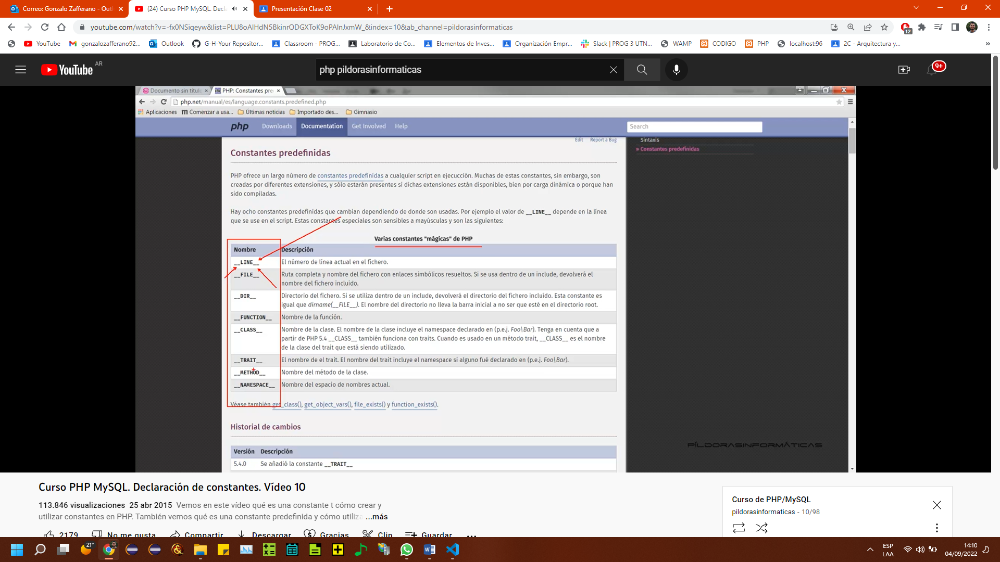 Correo: Gonzalo Zafferano - Outl
(24) Curso PHP MySQL. Decla
Presentación Clase 02
youtube.com/watch?v=-fx0NSiqeyw&list=PLU8oAlHdN5BkinrODGXToK9oPAlnJxmW_&index=10&ab_channel=pildorasinformaticas
12
YouTube
gonzalozafferano92...
Outlook
G-H-Your Repositor...
Classroom - PROG...
Laboratorio de Co...
Elementos de Inves...
Organización Empr...
Slack | PROG 3 UTN...
WAMP
CODIGO
PHP
localhost:96
2C - Arquitectura y...
YouTube AR
php pildorasinformaticas
9+
Documento sin títul
PHP: Constantes pre
php.net/manual/es/language.constants.predefined.php
Aplicaciones
Comenzar a usa...
Últimas noticias
Importado des...
Gimnasio
php
Downloads
Documentation
Get Involved
Help
Search
Edit
Report a Bug
Sintaxis
» Constantes predefinidas
Constantes predefinidas
PHP ofrece un largo número de constantes predefinidas a cualquier script en ejecución. Muchas de estas constantes, sin embargo, son
creadas por diferentes extensiones, y sólo estarán presentes si dichas extensiones están disponibles, bien por carga dinámica o porque han
sido compiladas.
Hay ocho constantes predefinidas que cambian dependiendo de donde son usadas. Por ejemplo el valor de __LINE__ depende en la línea
que se use en el script. Estas constantes especiales son sensibles a mayúsculas y son las siguientes:
Varias constantes "mágicas" de PHP
Nombre Descripción
__LINE__ El número de línea actual en el fichero.
__FILE__ Ruta completa y nombre del fichero con enlaces simbólicos resueltos. Si se usa dentro de un include, devolverá el
nombre del fichero incluido.
__DIR__ Directorio del fichero. Si se utiliza dentro de un include, devolverá el directorio del fichero incluído. Esta constante es
igual que dirname(__FILE__). El nombre del directorio no lleva la barra inicial a no ser que esté en el directorio root.
__FUNCTION__ Nombre de la función.
__CLASS__ Nombre de la clase. El nombre de la clase incluye el namespace declarado en (p.e.j. Foo\Bar). Tenga en cuenta que a
partir de PHP 5.4 __CLASS__ también funciona con traits. Cuando es usado en un método trait, __CLASS__ es el nombre
de la clase del trait que está siendo utilizado.
__TRAIT__ El nombre de el trait. El nombre del trait incluye el namespace si alguno fué declarado en (p.e.j. Foo\Bar).
__METHOD__ Nombre del método de la clase.
__NAMESPACE__ Nombre del espacio de nombres actual.
Véase también get_class(), get_object_vars(), file_exists() y function_exists().
Historial de cambios
Versión Descripción
5.4.0 Se añadió la constante __TRAIT__
PÍLDORASINFORMÁTICAS
Curso PHP MySQL. Declaración de constantes. Vídeo 10
113.846 visualizaciones 25 abr 2015 Vemos en este vídeo qué es una constante t cómo crear y
utilizar constantes en PHP. También vemos qué es una constante predefinida y cómo utiliza ...más
2179
No me gusta
Compartir
Descargar
Gracias
Clip
Guardar
Curso de PHP/MySQL
pildorasinformaticas - 10/98
21°
ESP
LAA
14:10
04/09/2022